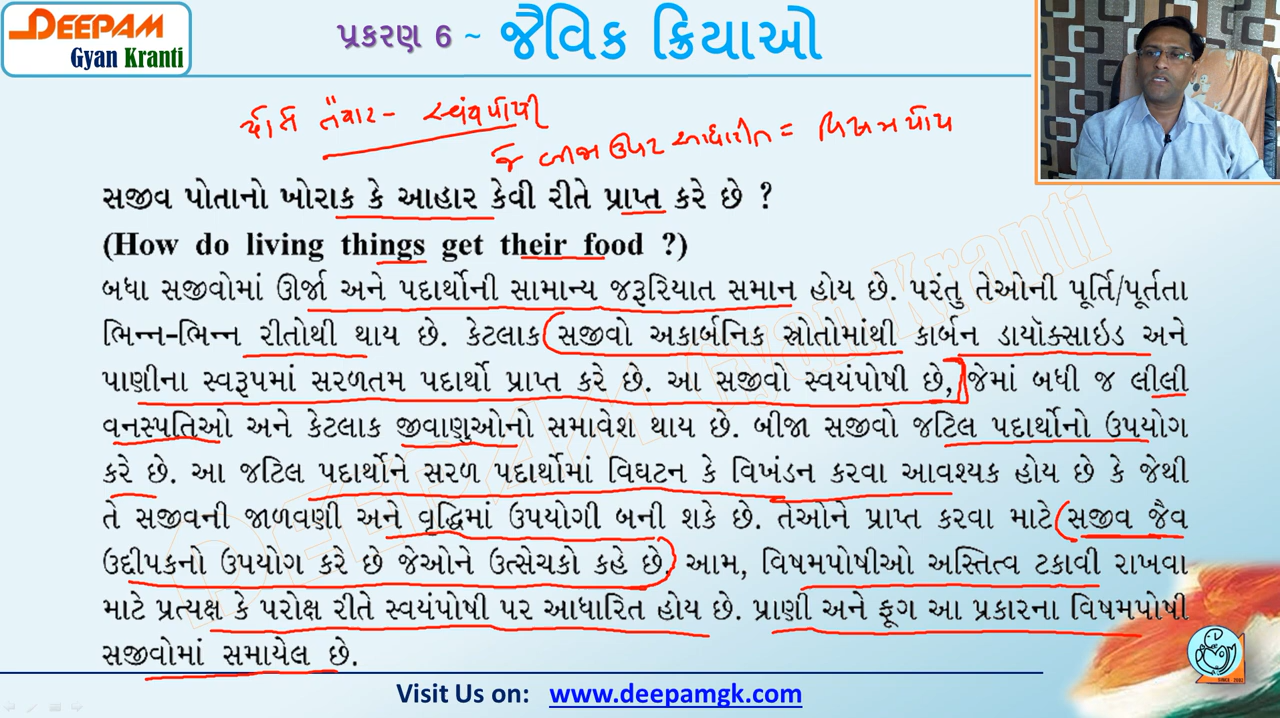 DEEPAM
Gyan Kranti
પ્રકરણ 6 ~ જૈવિક ક્રિયાઓ
તૈયાર -
જે બીજા ઉપર આધારીત =
સજીવ પોતાનો ખોરાક કે આહાર કેવી રીતે પ્રાપ્ત કરે છે ?
(How do living things get their food ?)
બધા સજીવોમાં ઊર્જા અને પદાર્થોની સામાન્ય જરૂરિયાત સમાન હોય છે. પરંતુ તેઓની પૂર્તિ/પૂર્તતા
ભિન્ન-ભિન્ન રીતોથી થાય છે. કેટલાક સજીવો અકાર્બનિક સ્રોતોમાંથી કાર્બન ડાયૉક્સાઇડ અને
પાણીના સ્વરૂપમાં સરળતમ પદાર્થો પ્રાપ્ત કરે છે. આ સજીવો સ્વયંપોષી છે, જેમાં બધી જ લીલી
વનસ્પતિઓ અને કેટલાક જીવાણુઓનો સમાવેશ થાય છે. બીજા સજીવો જટિલ પદાર્થોનો ઉપયોગ
કરે છે. આ જટિલ પદાર્થોને સરળ પદાર્થોમાં વિઘટન કે વિખંડન કરવા આવશ્યક હોય છે કે જેથી
તે સજીવની જાળવણી અને વૃદ્ધિમાં ઉપયોગી બની શકે છે. તેઓને પ્રાપ્ત કરવા માટે સજીવ જૈવ
ઉદ્દીપકનો ઉપયોગ કરે છે જેઓને ઉત્સેચકો કહે છે. આમ, વિષમપોષીઓ અસ્તિત્વ ટકાવી રાખવા
માટે પ્રત્યક્ષ કે પરોક્ષ રીતે સ્વયંપોષી પર આધારિત હોય છે. પ્રાણી અને ફૂગ આ પ્રકારના વિષમપોષી
સજીવોમાં સમાયેલ છે.
DEEPAM Gyan Kranti
Visit Us on: www.deepamgk.com